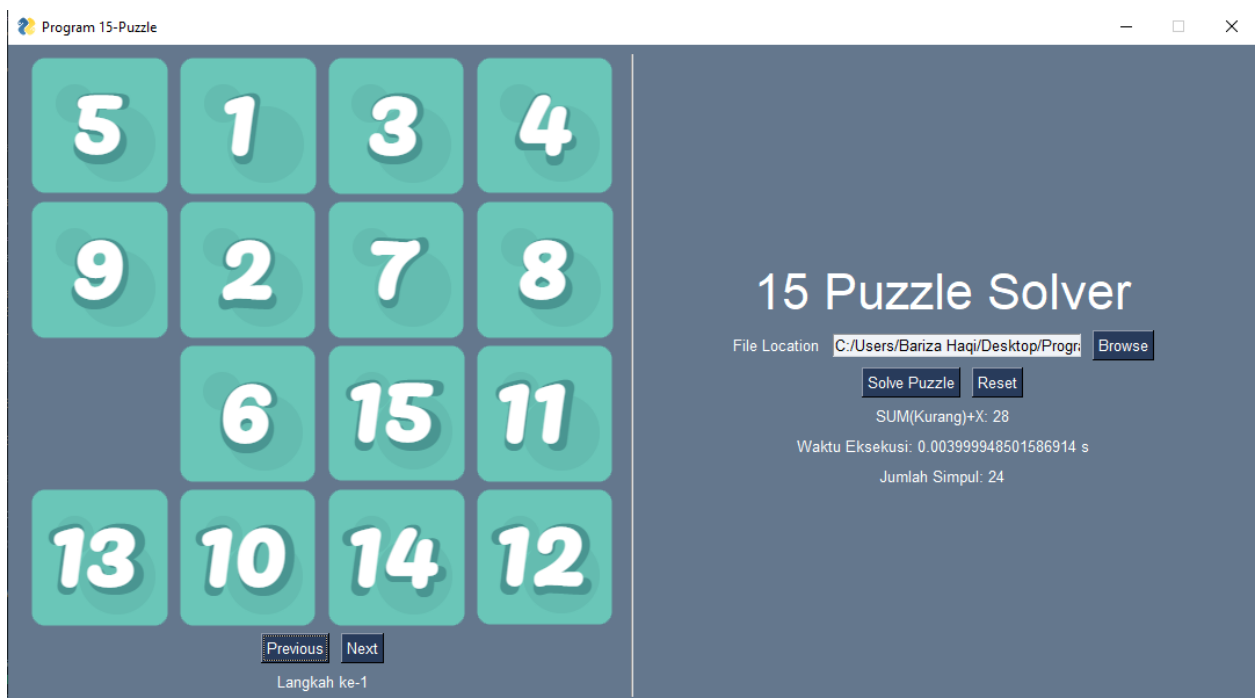 Program 15-Puzzle
5 1 3 4
9 2 7 8
6 15 11
13 10 14 12
Previous Next
Langkah ke-1
15 Puzzle Solver
File Location C:/Users/Bariza Haqi/Desktop/Progra Browse
Solve Puzzle Reset
SUM(Kurang)+X: 28
Waktu Eksekusi: 0.003999948501586914 s
Jumlah Simpul: 24